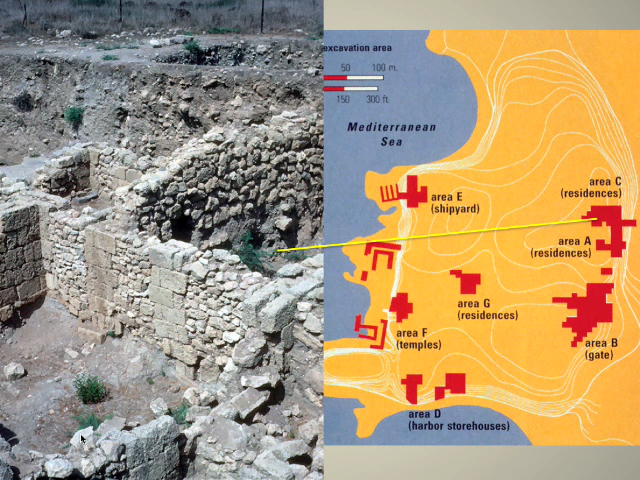 excavation area
50 100 m.
150 300 ft.
Mediterranean
Sea
area C
(residences)
area E
(shipyard)
area A
(residences)
area G
(residences)
area F
(temples)
area B
(gate)
area D
(harbor storehouses)